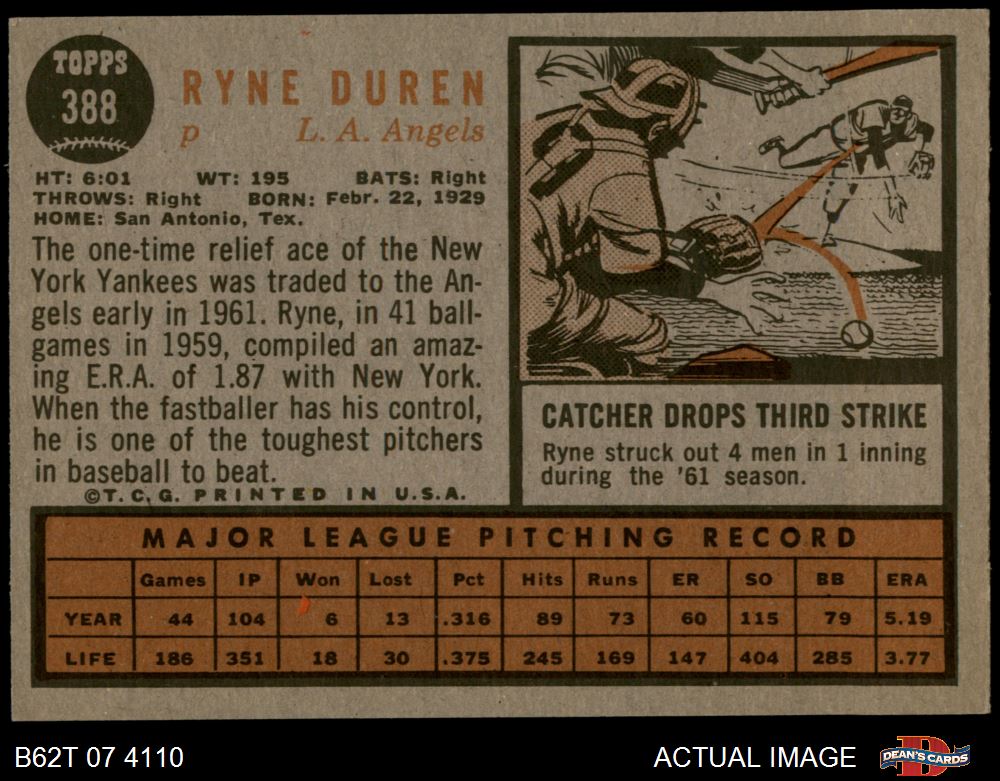 TOPPS
388
RYNE DUREN
p L. A. Angels
HT: 6:01 WT: 195 BATS: Right
THROWS: Right BORN: Febr. 22, 1929
HOME: San Antonio, Tex.
The one-time relief ace of the New
York Yankees was traded to the An-
gels early in 1961. Ryne, in 41 ball-
games in 1959, compiled an amaz-
ing E.R.A. of 1.87 with New York.
When the fastballer has his control,
he is one of the toughest pitchers
in baseball to beat.
©T. C. G. PRINTED IN U.S.A.
CATCHER DROPS THIRD STRIKE
Ryne struck out 4 men in 1 inning
during the '61 season.
MAJOR LEAGUE PITCHING RECORD
Games IP Won Lost Pct Hits Runs ER SO BB ERA
YEAR 44 104 6 13 .316 89 73 60 115 79 5.19
LIFE 186 351 18 30 .375 245 169 147 404 285 3.77
B62T 07 4110 ACTUAL IMAGE DEAN'S CARDS